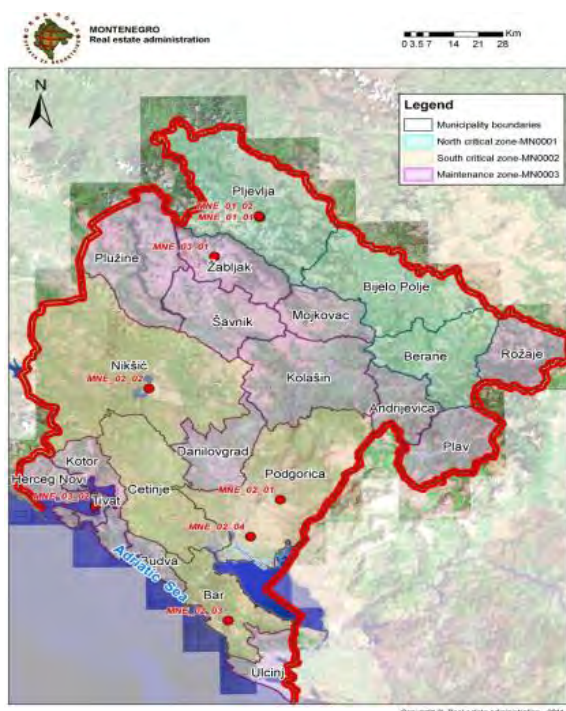 MONTENEGRO
Real estate administration
Km
0 3.5 7 14 21 28
N
Legend
Municipality boundaries
North critical zone-MN0001
South critical zone-MN0002
Maintenance zone-MN0003
Pljevlja
MNE_01_02
MNE_01_01
MNE_03_01
Žabljak
Plužine
Bijelo Polje
Mojkovac
Šavnik
Rožaje
Berane
Nikšić
Kolašin
MNE_02_02
Andrijevica
Danilovgrad
Plav
Kotor
Podgorica
Herceg Novi
Cetinje
MNE_02_01
MNE_03_02
Tivat
MNE_02_04
Budva
Adriatic Sea
Bar
MNE_02_03
Ulcinj